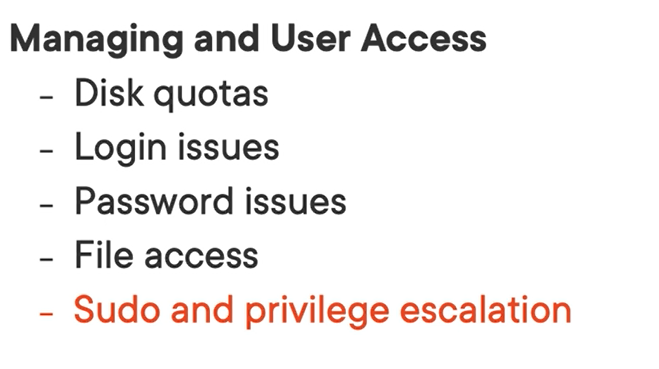 Managing and User Access
- Disk quotas
- Login issues
- Password issues
- File access
- Sudo and privilege escalation